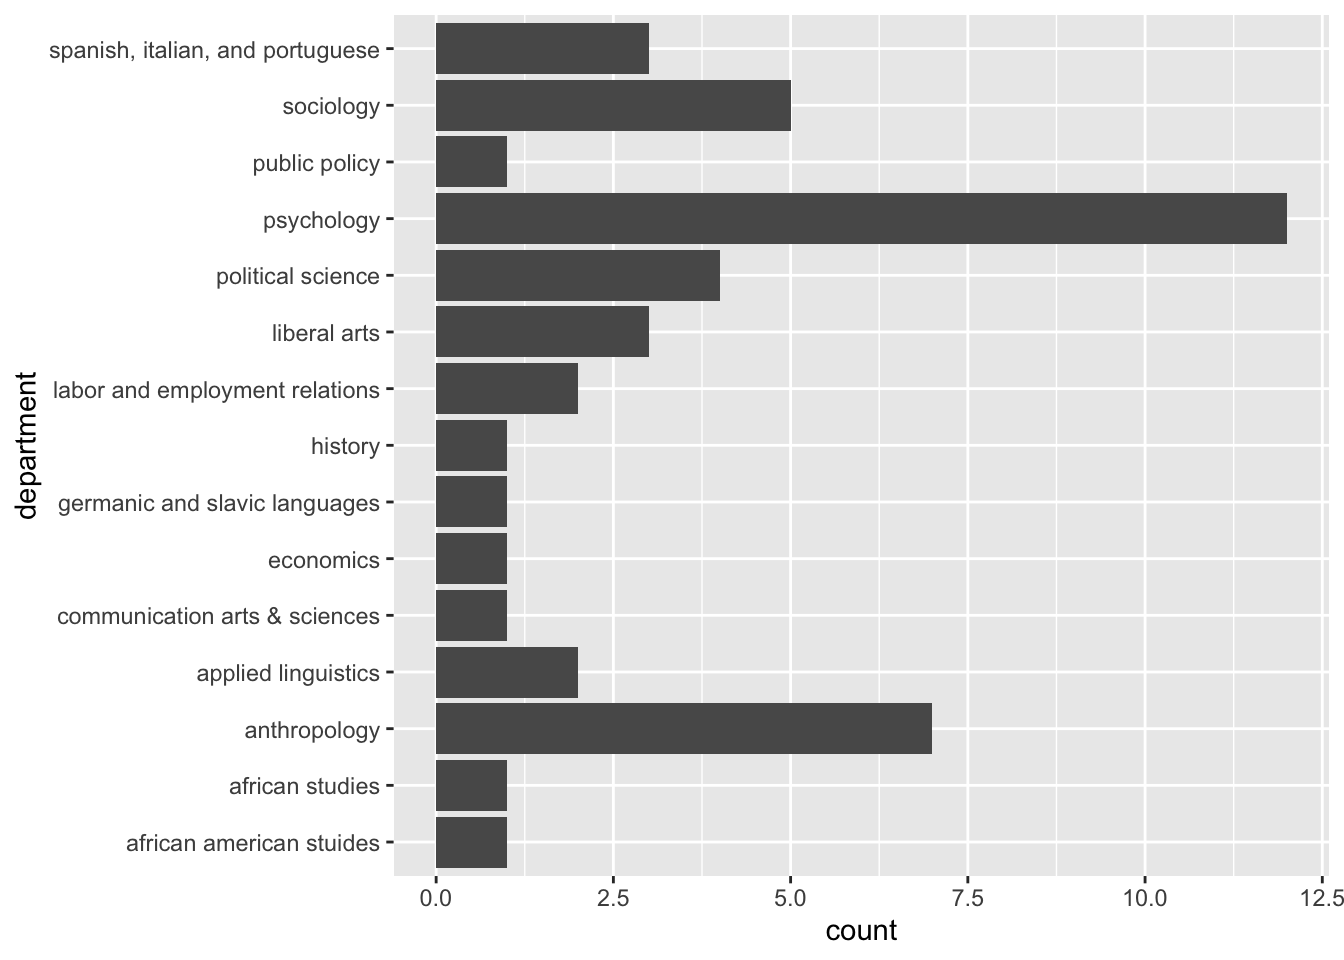 spanish, italian, and portuguese
sociology
public policy
psychology
political science
liberal arts
labor and employment relations
history
germanic and slavic languages
economics
communication arts & sciences
applied linguistics
anthropology
african studies
african american stuides
department
0.0 2.5 5.0 7.5 10.0 12.5
count